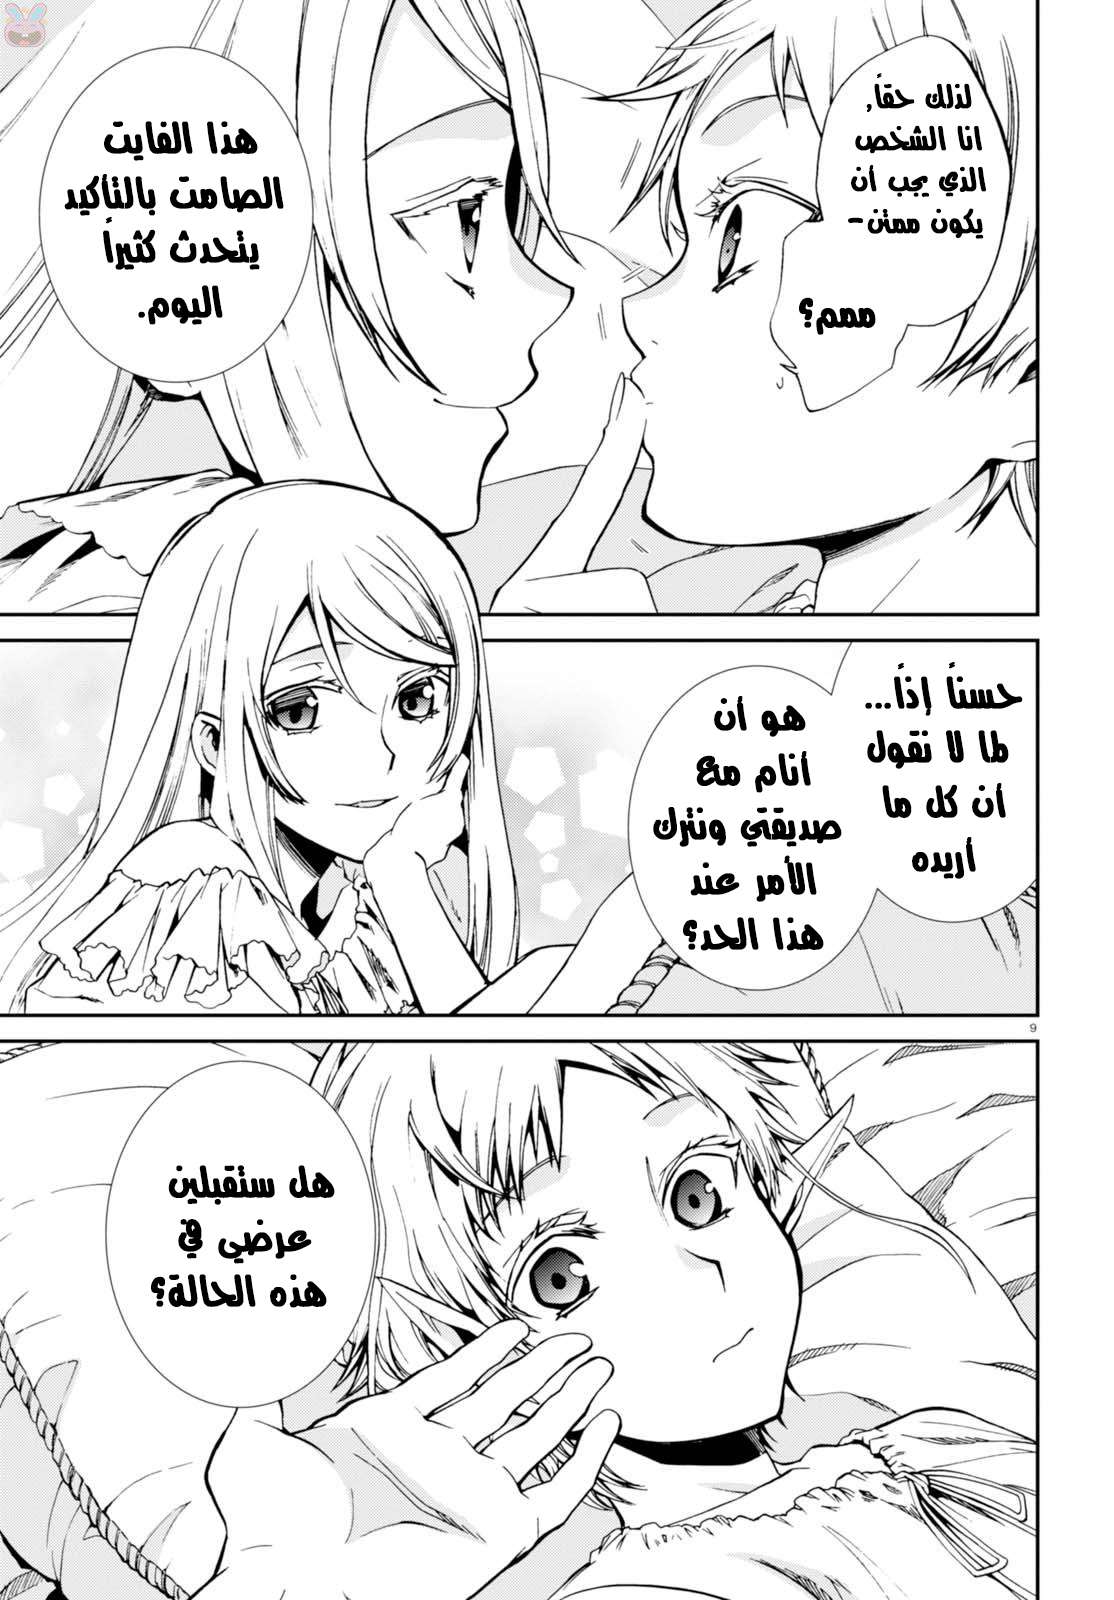 لذلك حقاً,
انا الشخص
الذي يجب أن
يكون ممتن-
ممم؟
هذا الفايت
الصامت بالتأكيد
يتحدث كثيراً
اليوم.
حسناً إذاً...
لما لا نقول
أن كل ما
أريده
هو أن
أنام مع
صديقتي ونترك
الأمر عند
هذا الحد؟
9
هل ستقبلين
عرضي في
هذه الحالة؟